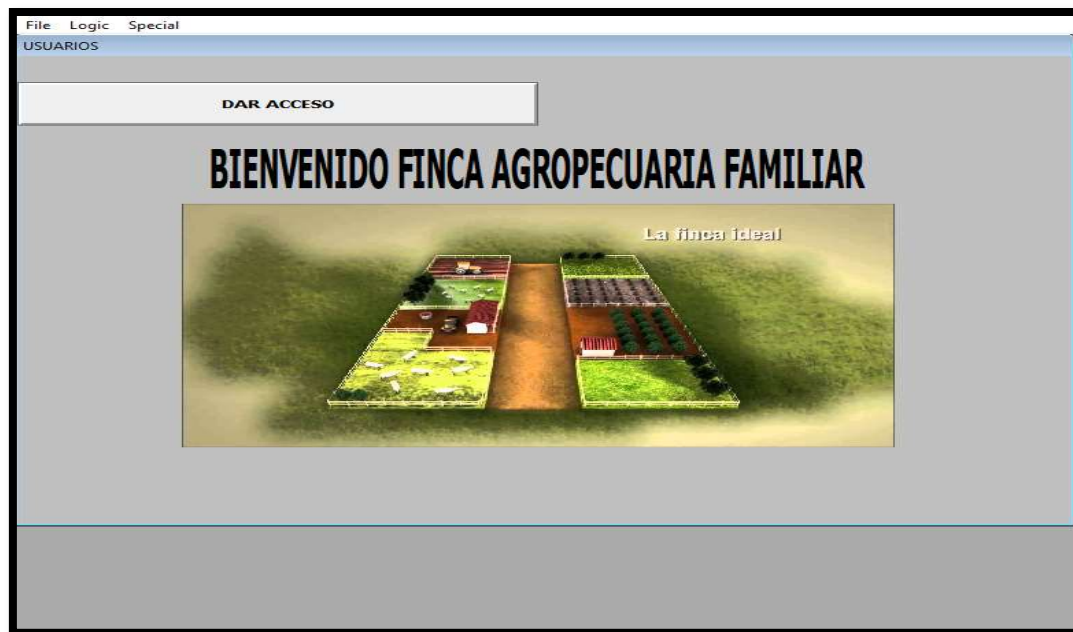 File Logic Special
USUARIOS
DAR ACCESO
BIENVENIDO FINCA AGROPECUARIA FAMILIAR
La finca ideal